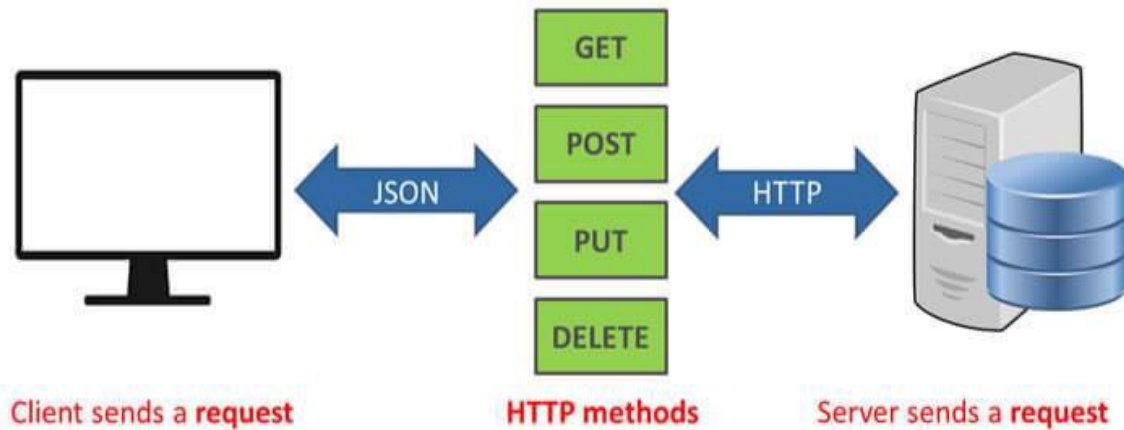 GET
POST
JSON
HTTP
PUT
DELETE
Client sends a request
HTTP methods
Server sends a request